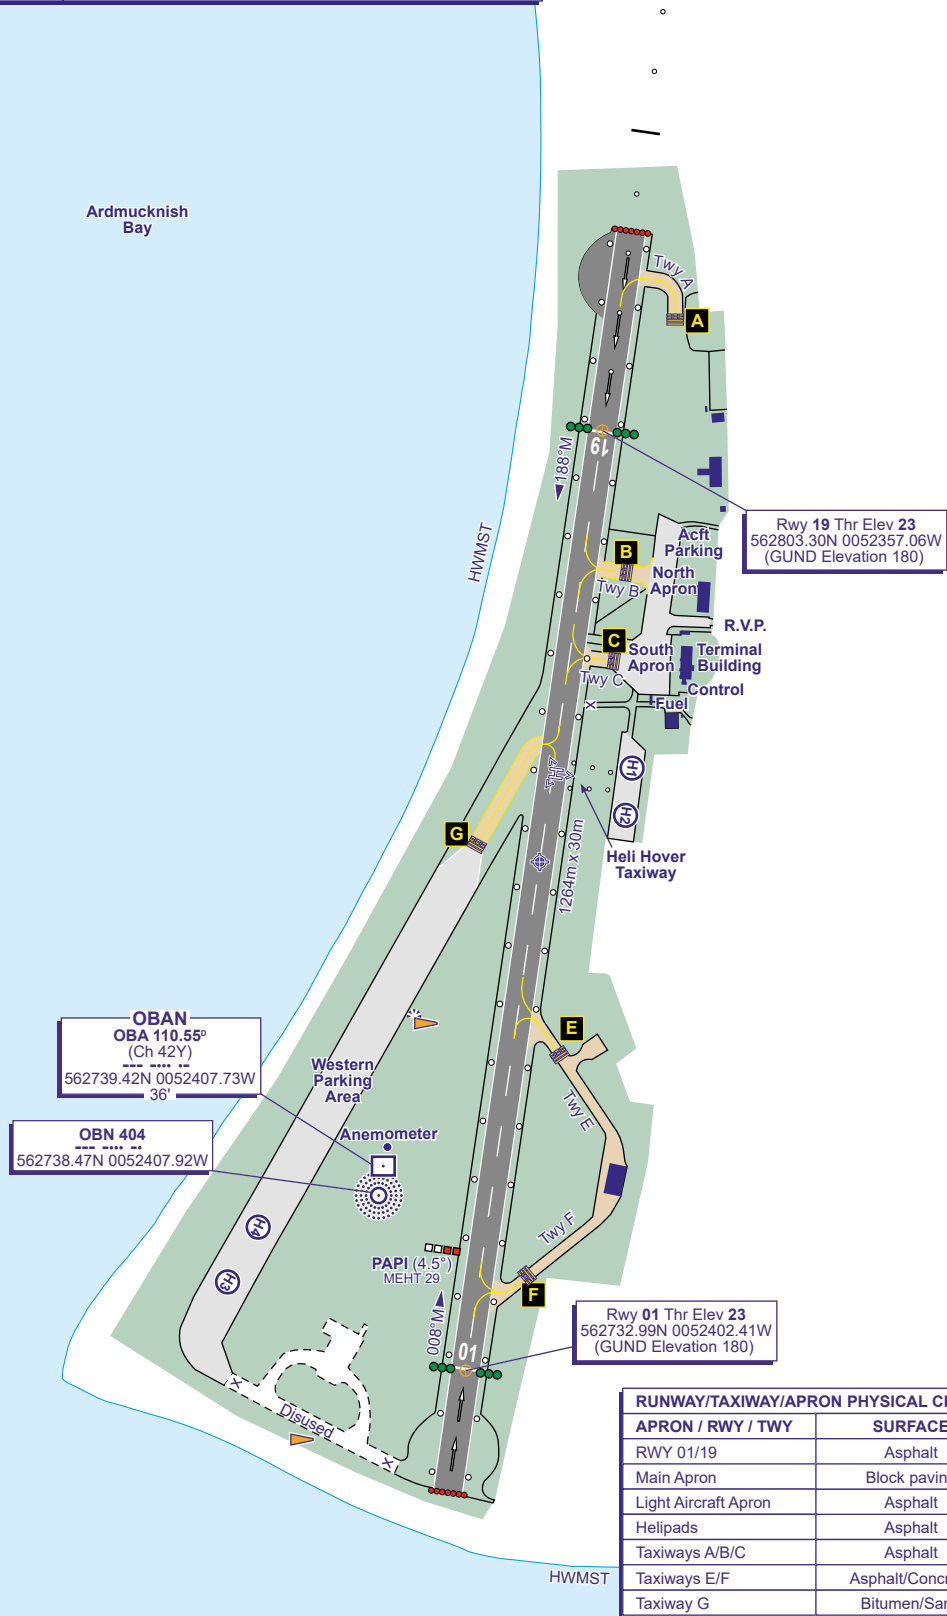 Ardmucknish
Bay
Twy A
A
19
188°M
HWMST
Rwy 19 Thr Elev 23
562803.30N 0052357.06W
(GUND Elevation 180)
Acft
Parking
B
North
Apron
Twy B
R.V.P.
C
South
Apron
Terminal
Building
Twy C
Control
Fuel
X
H1
H
H2
G
Heli Hover
Taxiway
1264m x 30m
OBAN
OBA 110.55D
(Ch 42Y)
562739.42N 0052407.73W
36'
E
Western
Parking
Area
Twy E
OBN 404
562738.47N 0052407.92W
Anemometer
H4
Twy F
PAPI (4.5°)
MEHT 29
H3
F
008°M
Rwy 01 Thr Elev 23
562732.99N 0052402.41W
(GUND Elevation 180)
01
X
Disused
X
RUNWAY/TAXIWAY/APRON PHYSICAL C
APRON / RWY / TWY SURFACE
RWY 01/19 Asphalt
Main Apron Block pavin
Light Aircraft Apron Asphalt
Helipads Asphalt
Taxiways A/B/C Asphalt
Taxiways E/F Asphalt/Conc
Taxiway G Bitumen/Sa
HWMST